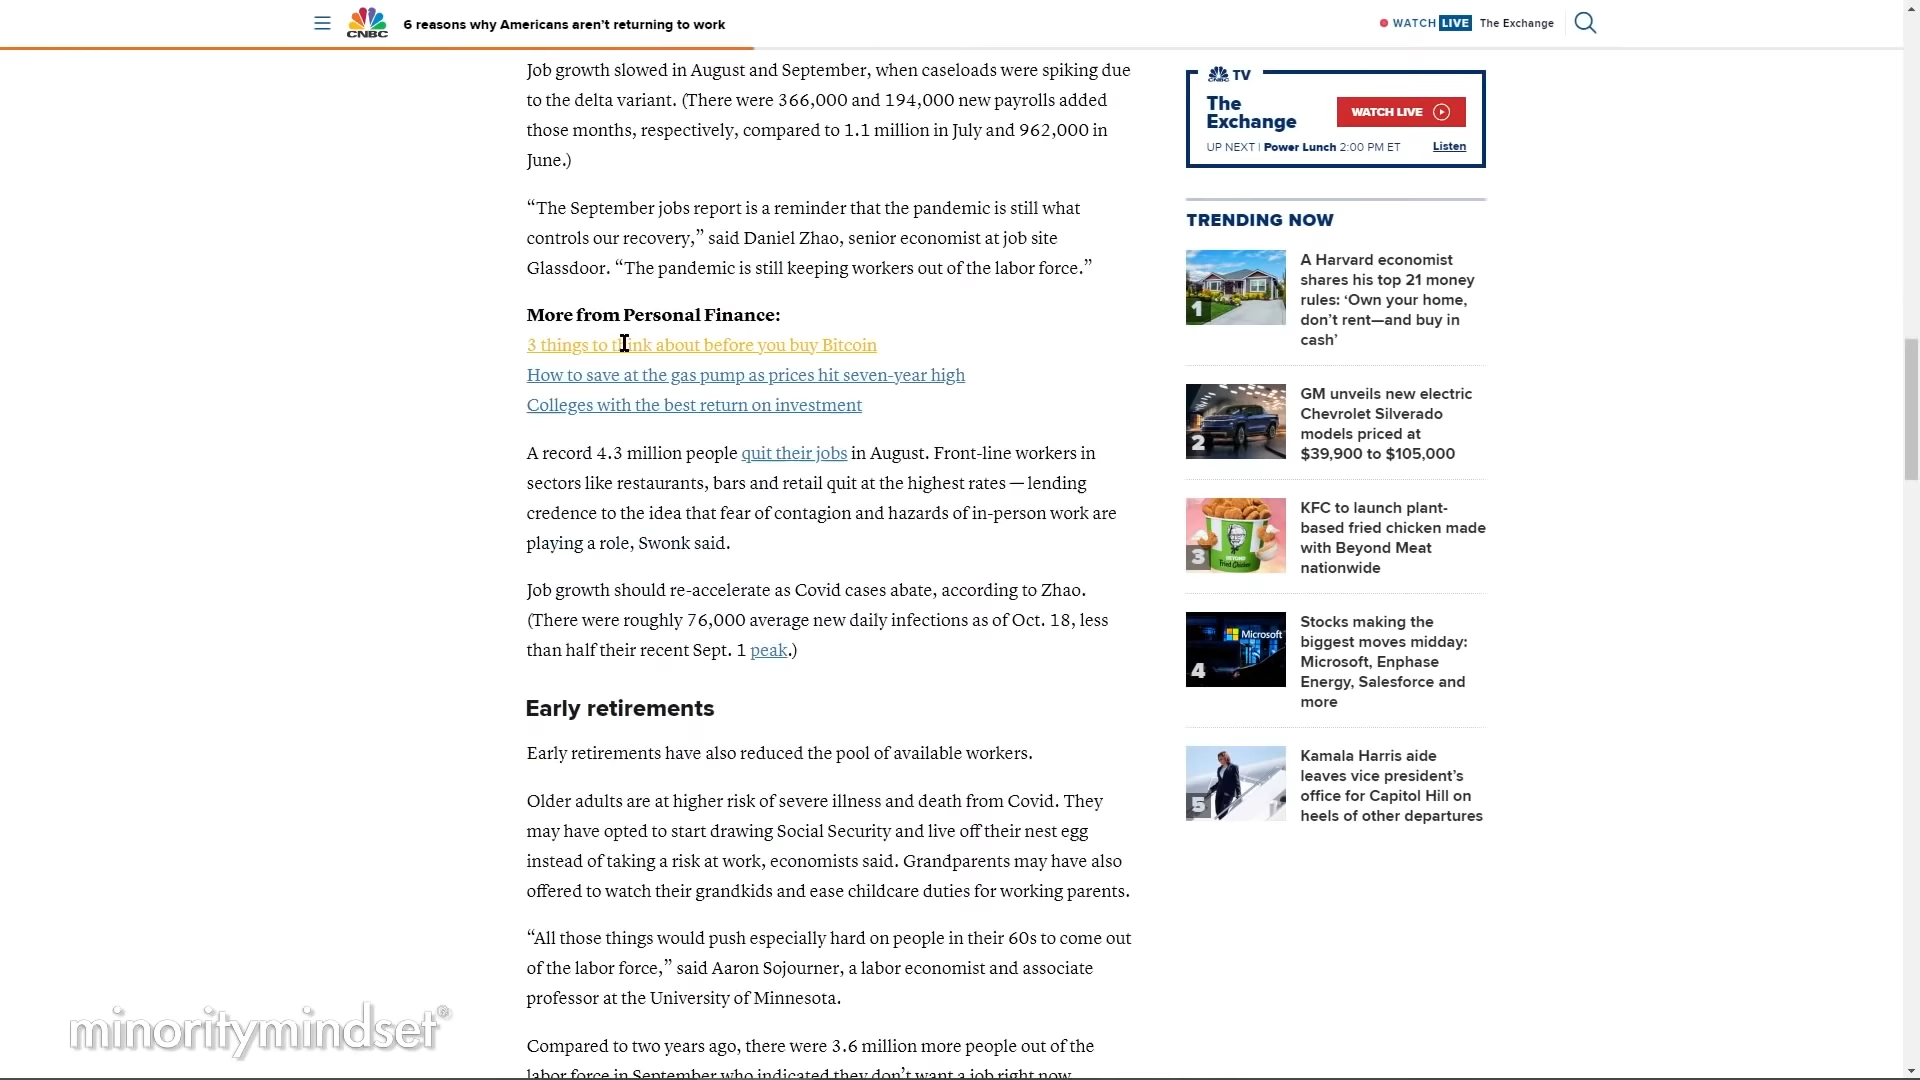 CNBC
6 reasons why Americans aren't returning to work
WATCH LIVE The Exchange
Job growth slowed in August and September, when caseloads were spiking due
to the delta variant. (There were 366,000 and 194,000 new payrolls added
those months, respectively, compared to 1.1 million in July and 962,000 in
June.)
“The September jobs report is a reminder that the pandemic is still what
controls our recovery,” said Daniel Zhao, senior economist at job site
Glassdoor. “The pandemic is still keeping workers out of the labor force.”
More from Personal Finance:
3 things to think about before you buy Bitcoin
How to save at the gas pump as prices hit seven-year high
Colleges with the best return on investment
A record 4.3 million people quit their jobs in August. Front-line workers in
sectors like restaurants, bars and retail quit at the highest rates — lending
credence to the idea that fear of contagion and hazards of in-person work are
playing a role, Swonk said.
Job growth should re-accelerate as Covid cases abate, according to Zhao.
(There were roughly 76,000 average new daily infections as of Oct. 18, less
than half their recent Sept. 1 peak.)
Early retirements
Early retirements have also reduced the pool of available workers.
Older adults are at higher risk of severe illness and death from Covid. They
may have opted to start drawing Social Security and live off their nest egg
instead of taking a risk at work, economists said. Grandparents may have also
offered to watch their grandkids and ease childcare duties for working parents.
“All those things would push especially hard on people in their 60s to come out
of the labor force,” said Aaron Sojourner, a labor economist and associate
professor at the University of Minnesota.
Compared to two years ago, there were 3.6 million more people out of the
labor force in September who indicated they don’t want a job right now,
CNBC TV
The
Exchange
WATCH LIVE
UP NEXT | Power Lunch 2:00 PM ET
Listen
TRENDING NOW
1
A Harvard economist
shares his top 21 money
rules: ‘Own your home,
don’t rent—and buy in
cash’
2
GM unveils new electric
Chevrolet Silverado
models priced at
$39,900 to $105,000
3
BEYOND
Fried Chicken
KFC to launch plant-
based fried chicken made
with Beyond Meat
nationwide
4
Microsoft
Stocks making the
biggest moves midday:
Microsoft, Enphase
Energy, Salesforce and
more
5
Kamala Harris aide
leaves vice president’s
office for Capitol Hill on
heels of other departures
minoritymindset®